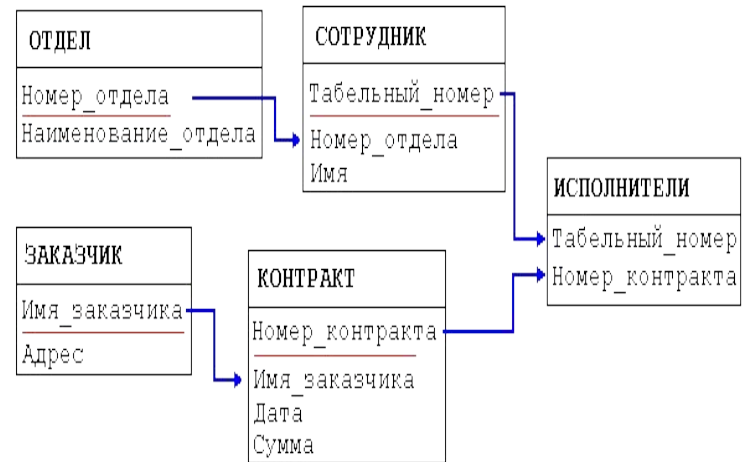 ОТДЕЛ
Номер_отдела
Наименование_отдела
СОТРУДНИК
Табельный_номер
Номер_отдела
Имя
ИСПОЛНИТЕЛИ
Табельный_номер
Номер_контракта
ЗАКАЗЧИК
Имя_заказчика
Адрес
КОНТРАКТ
Номер_контракта
Имя_заказчика
Дата
Сумма